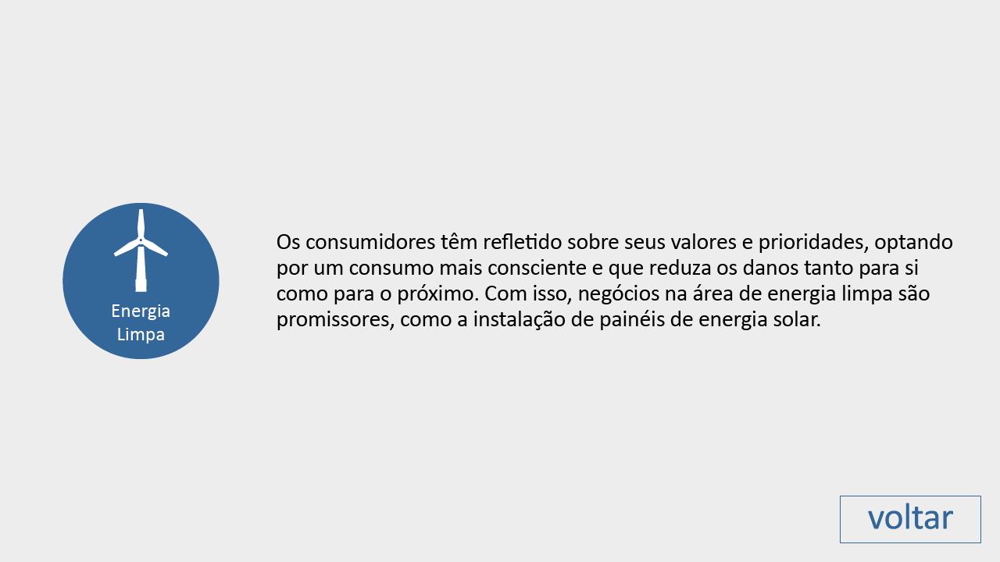 Energia
Limpa
Os consumidores têm refletido sobre seus valores e prioridades, optando
por um consumo mais consciente e que reduza os danos tanto para si
como para o próximo. Com isso, negócios na área de energia limpa são
promissores, como a instalação de painéis de energia solar.
voltar